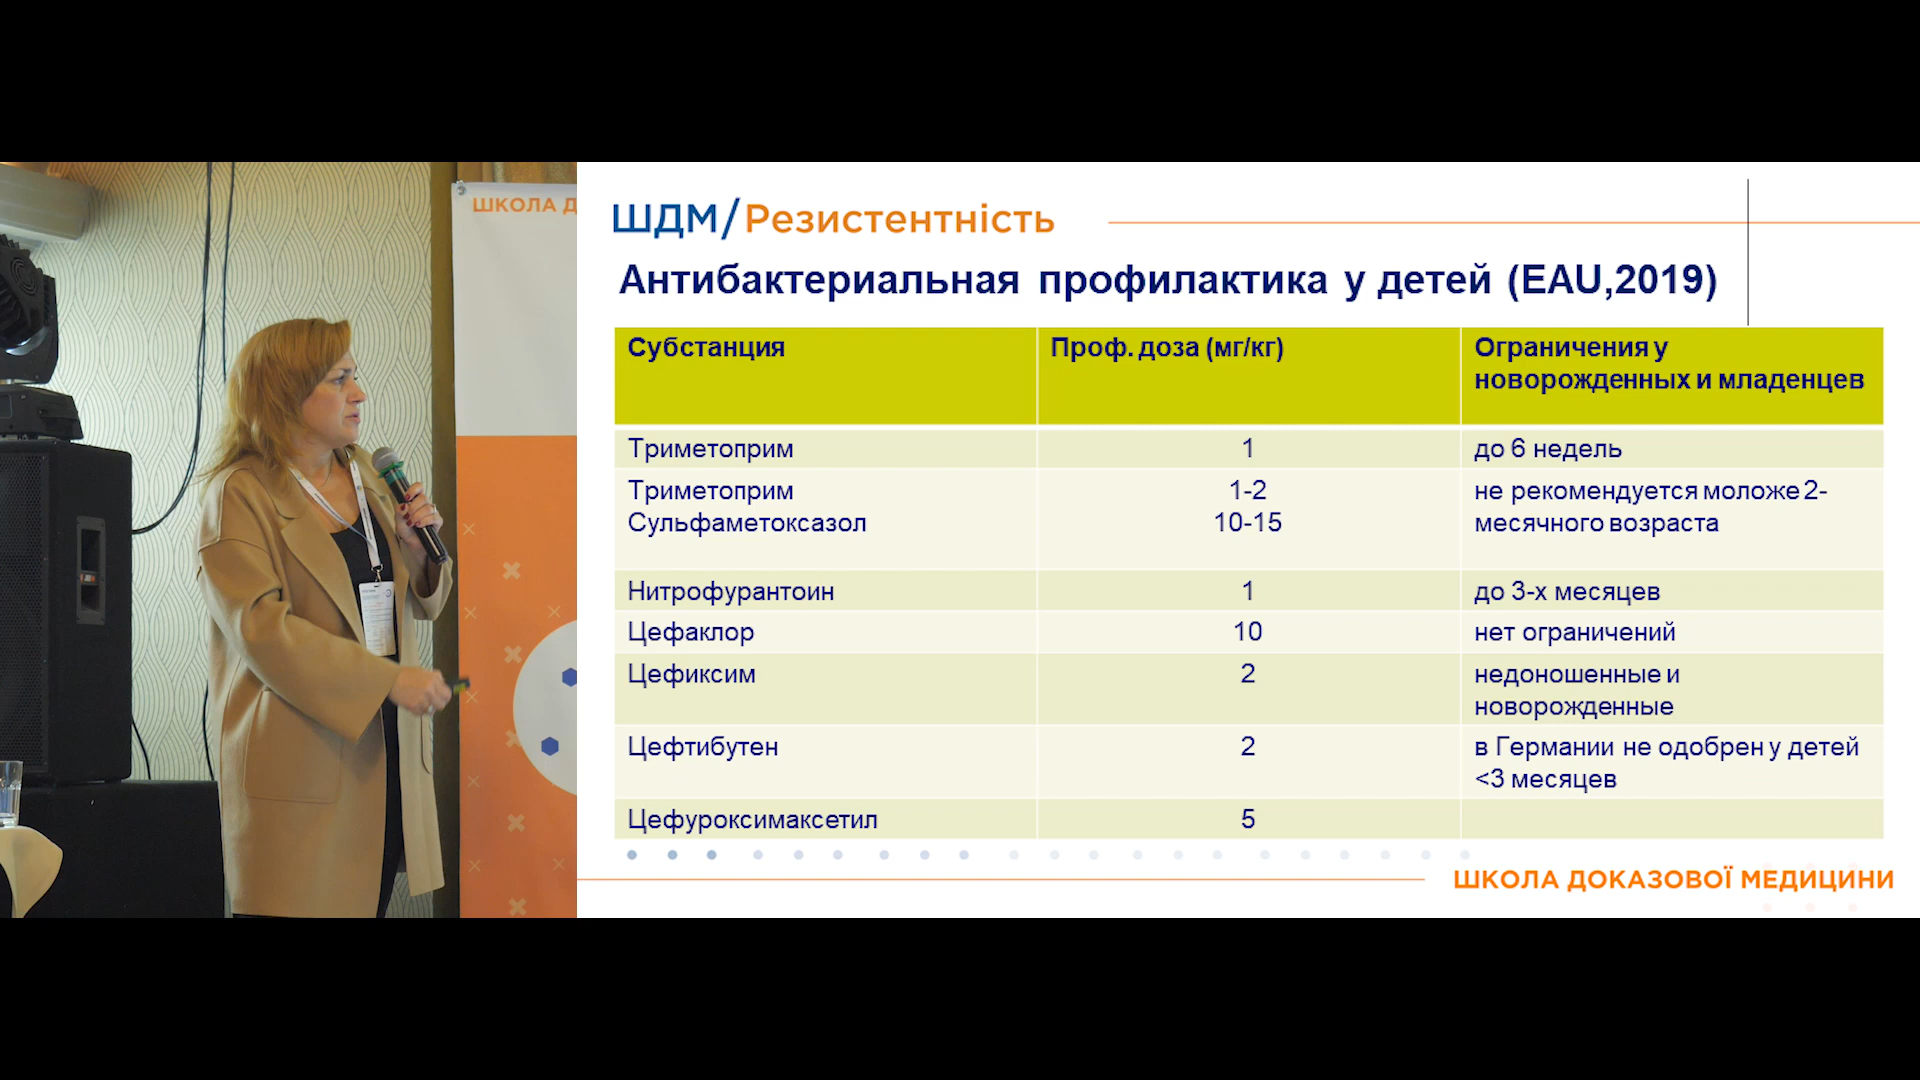 ШКОЛА Д
ШДМ/Резистентність
Антибактериальная профилактика у детей (EAU,2019)
Субстанция
Проф. доза (мг/кг)
Ограничения у
новорожденных и младенцев
Триметоприм
1
до 6 недель
Триметоприм
Сульфаметоксазол
1-2
10-15
не рекомендуется моложе 2-
месячного возраста
Нитрофурантоин
1
до 3-х месяцев
Цефаклор
10
нет ограничений
Цефиксим
2
недоношенные и
новорожденные
Цефтибутен
2
в Германии не одобрен у детей
<3 месяцев
Цефуроксимаксетил
5
ШКОЛА ДОКАЗОВОЇ МЕДИЦИНИ